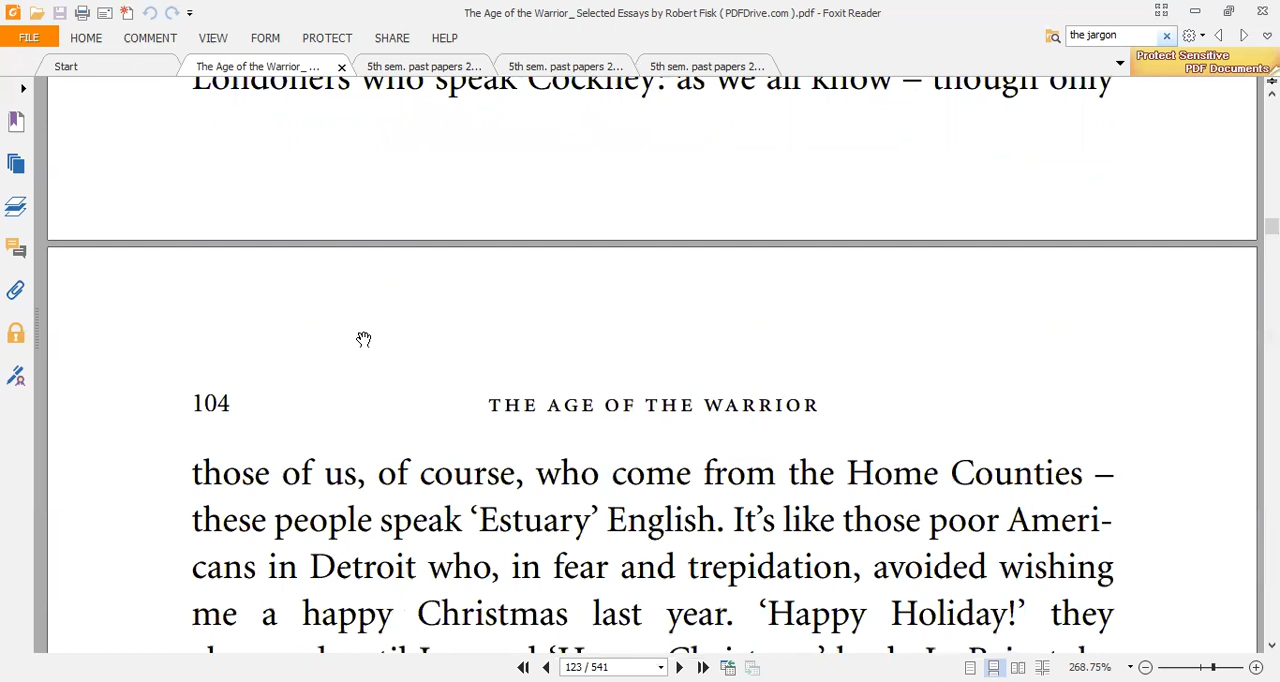 The Age of the Warrior_ Selected Essays by Robert Fisk ( PDFDrive.com ).pdf - Foxit Reader
FILE HOME COMMENT VIEW FORM PROTECT SHARE HELP
the jargon
Start
The Age of the Warrior_ ...
5th sem. past papers 2...
5th sem. past papers 2...
5th sem. past papers 2...
Protect Sensitive
PDF Documents
Londoners who speak Cockney: as we all know – though only
104
THE AGE OF THE WARRIOR
those of us, of course, who come from the Home Counties –
these people speak ‘Estuary’ English. It’s like those poor Ameri-
cans in Detroit who, in fear and trepidation, avoided wishing
me a happy Christmas last year. ‘Happy Holiday!’ they
123 / 541
268.75%